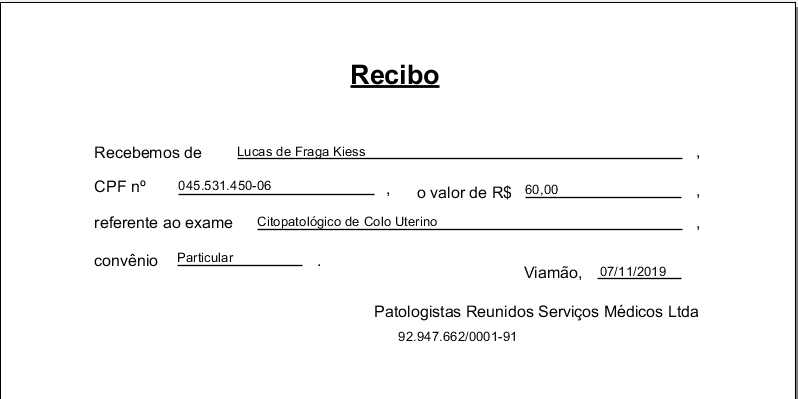 Recibo
Recebemos de Lucas de Fraga Kiess ,
CPF nº 045.531.450-06 , o valor de R$ 60,00 ,
referente ao exame Citopatológico de Colo Uterino ,
convênio Particular .
Viamão, 07/11/2019
Patologistas Reunidos Serviços Médicos Ltda
92.947.662/0001-91